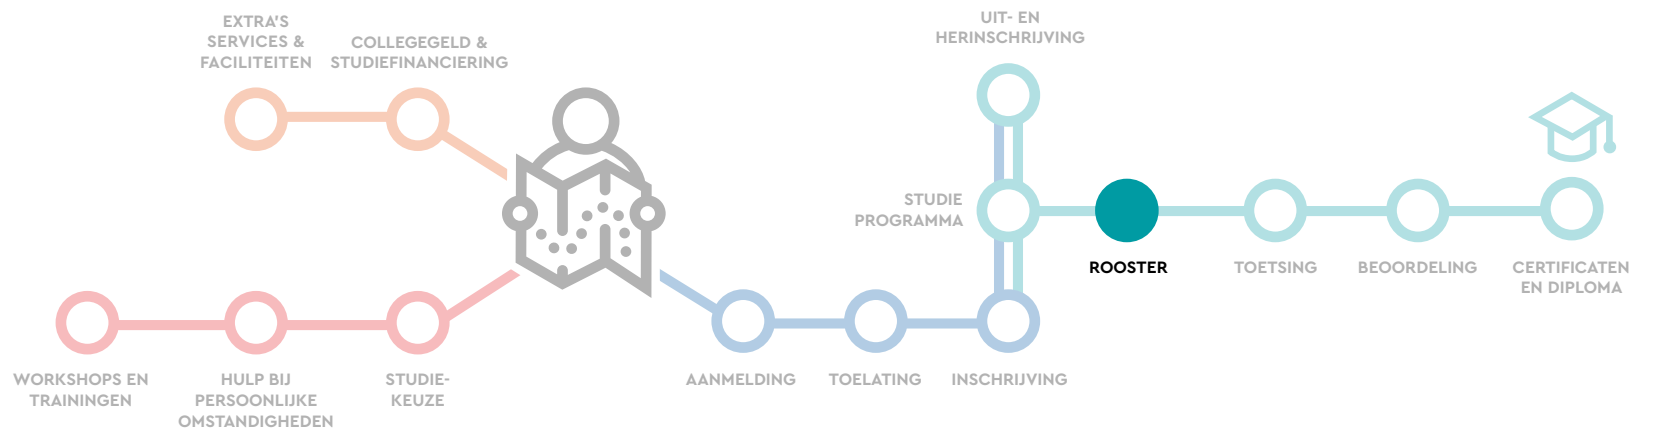 EXTRA'S
SERVICES &
FACILITEITEN
COLLEGEGELD &
STUDIEFINANCIERING
UIT- EN
HERINSCHRIJVING
STUDIE
PROGRAMMA
ROOSTER
TOETSING
BEOORDELING
CERTIFICATEN
EN DIPLOMA
WORKSHOPS EN
TRAININGEN
HULP BIJ
PERSOONLIJKE
OMSTANDIGHEDEN
STUDIE-
KEUZE
AANMELDING
TOELATING
INSCHRIJVING